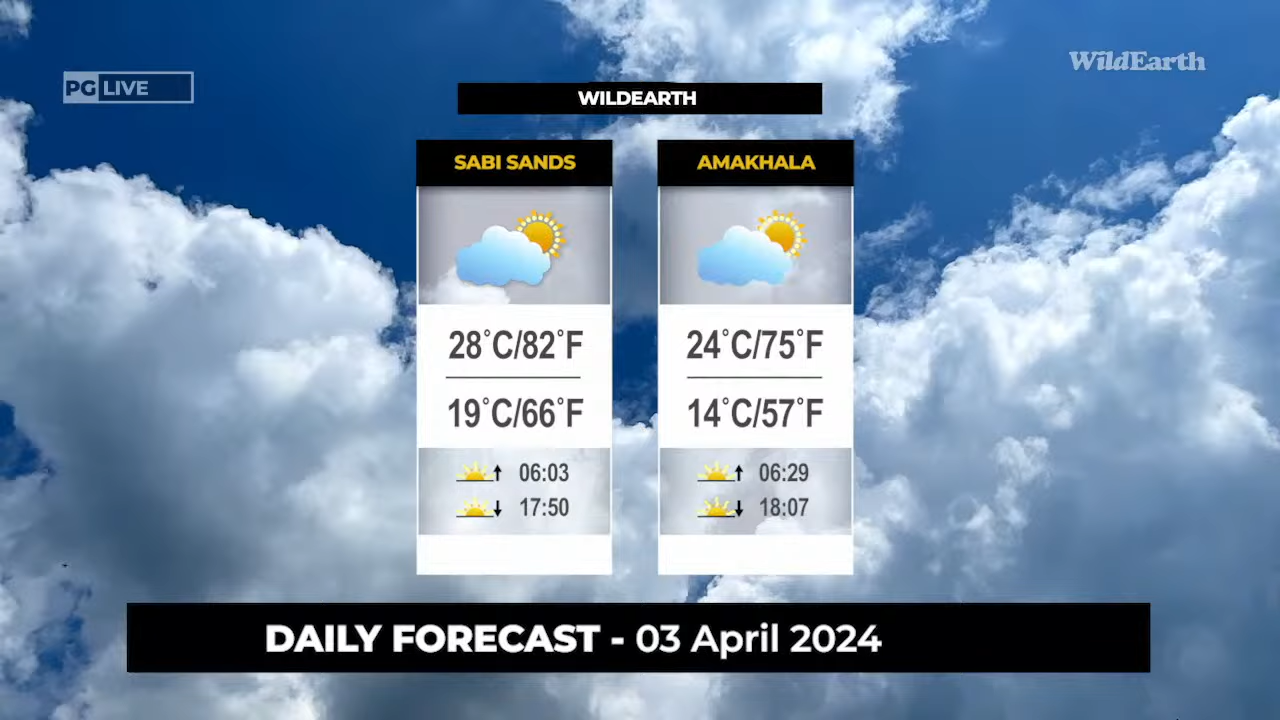 PG LIVE
WildEarth
WILDEARTH
SABI SANDS
28°C/82°F
19°C/66°F
06:03
17:50
AMAKHALA
24°C/75°F
14°C/57°F
06:29
18:07
DAILY FORECAST - 03 April 2024